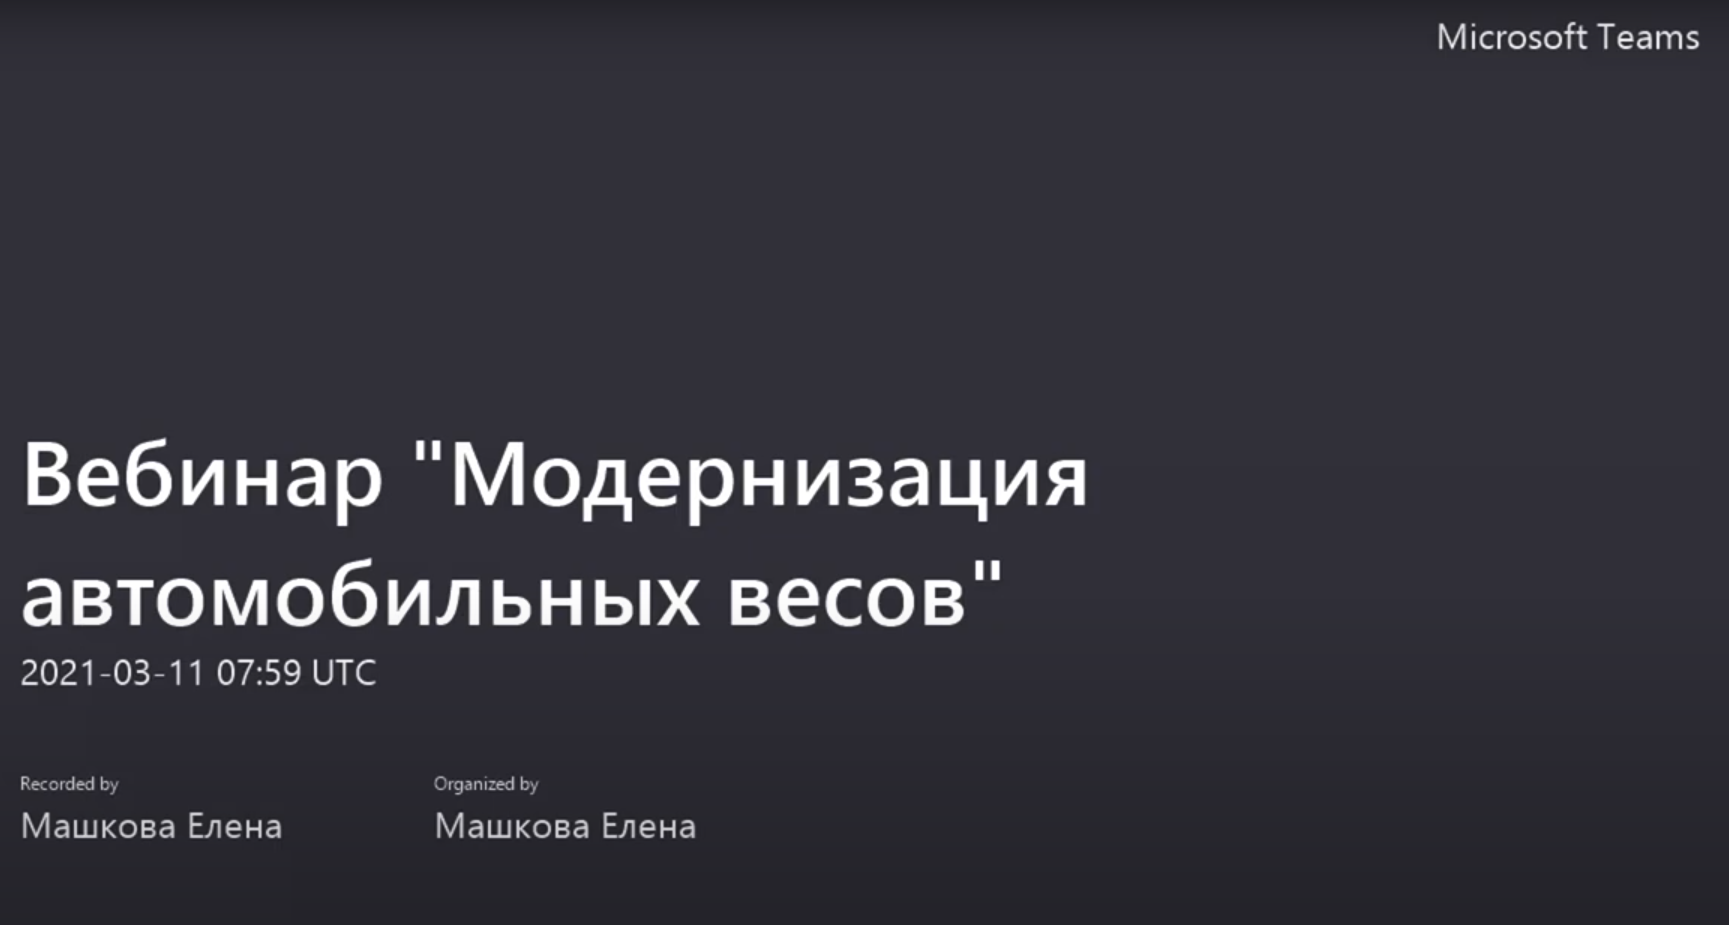 Microsoft Teams
Вебинар "Модернизация
автомобильных весов"
2021-03-11 07:59 UTC
Recorded by
Машкова Елена
Organized by
Машкова Елена